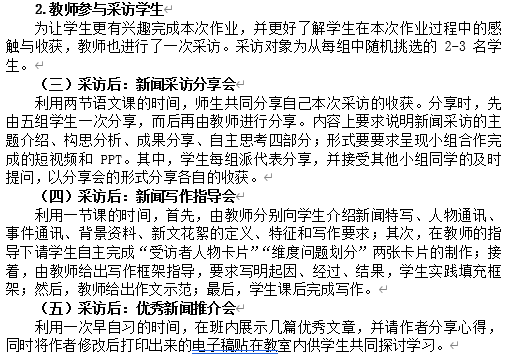 2.教师参与采访学生
为让学生更有兴趣完成本次作业，并更好了解学生在本次作业过程中的感
触与收获，教师也进行了一次采访。采访对象为从每组中随机挑选的 2-3 名学
生。
（三）采访后：新闻采访分享会
利用两节语文课的时间，师生共同分享自己本次采访的收获。分享时，先
由五组学生一次分享，而后再由教师进行分享。内容上要求说明新闻采访的主
题介绍、构思分析、成果分享、自主思考四部分；形式要要求呈现小组合作完
成的短视频和 PPT。其中，学生每组派代表分享，并接受其他小组同学的及时
提问，以分享会的形式分享各自的收获。
（四）采访后：新闻写作指导会
利用一节课的时间，首先，由教师分别向学生介绍新闻特写、人物通讯、
事件通讯、背景资料、新文花絮的定义、特征和写作要求；其次，在教师的指
导下请学生自主完成“受访者人物卡片”“维度问题划分”两张卡片的制作；接
着，由教师给出写作框架指导，要求写明起因、经过、结果，学生实践填充框
架；然后，教师给出作文示范；最后，学生课后完成写作。
（五）采访后：优秀新闻推介会
利用一次早自习的时间，在班内展示几篇优秀文章，并请作者分享心得，
同时将作者修改后打印出来的电子稿贴在教室内供学生共同探讨学习。